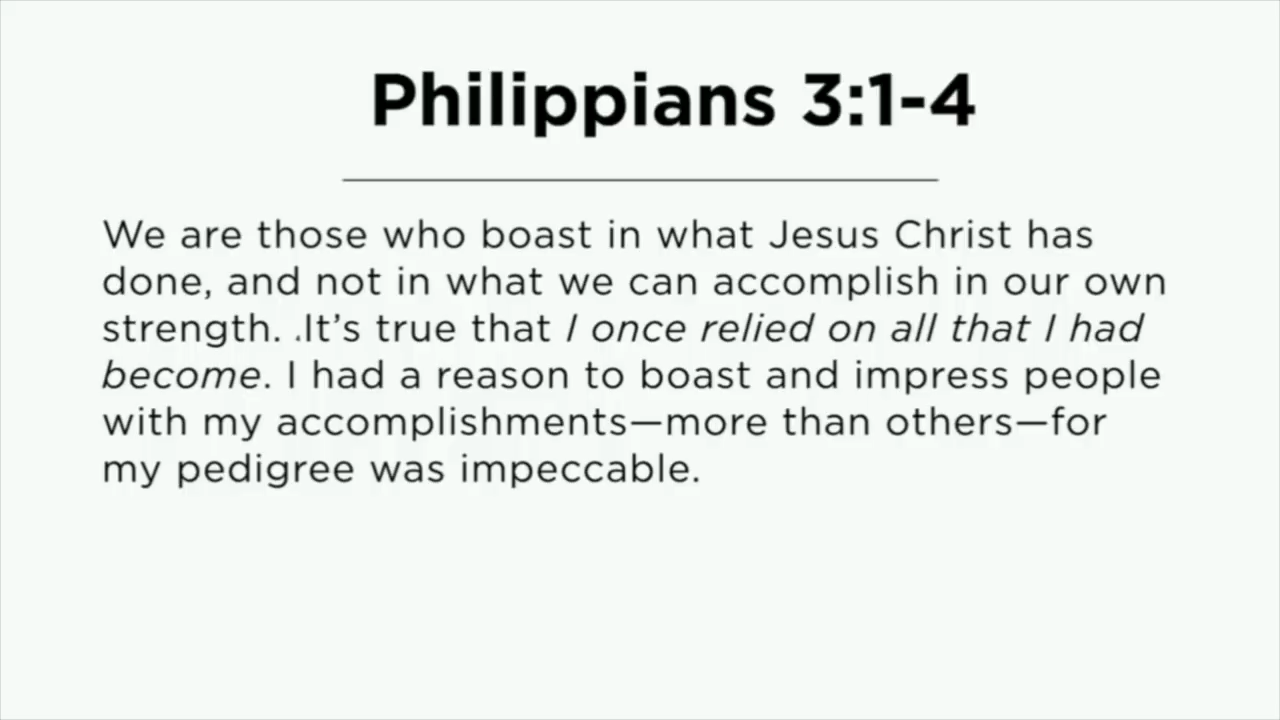 Philippians 3:1-4
We are those who boast in what Jesus Christ has
done, and not in what we can accomplish in our own
strength. .It’s true that I once relied on all that I had
become. I had a reason to boast and impress people
with my accomplishments—more than others—for
my pedigree was impeccable.